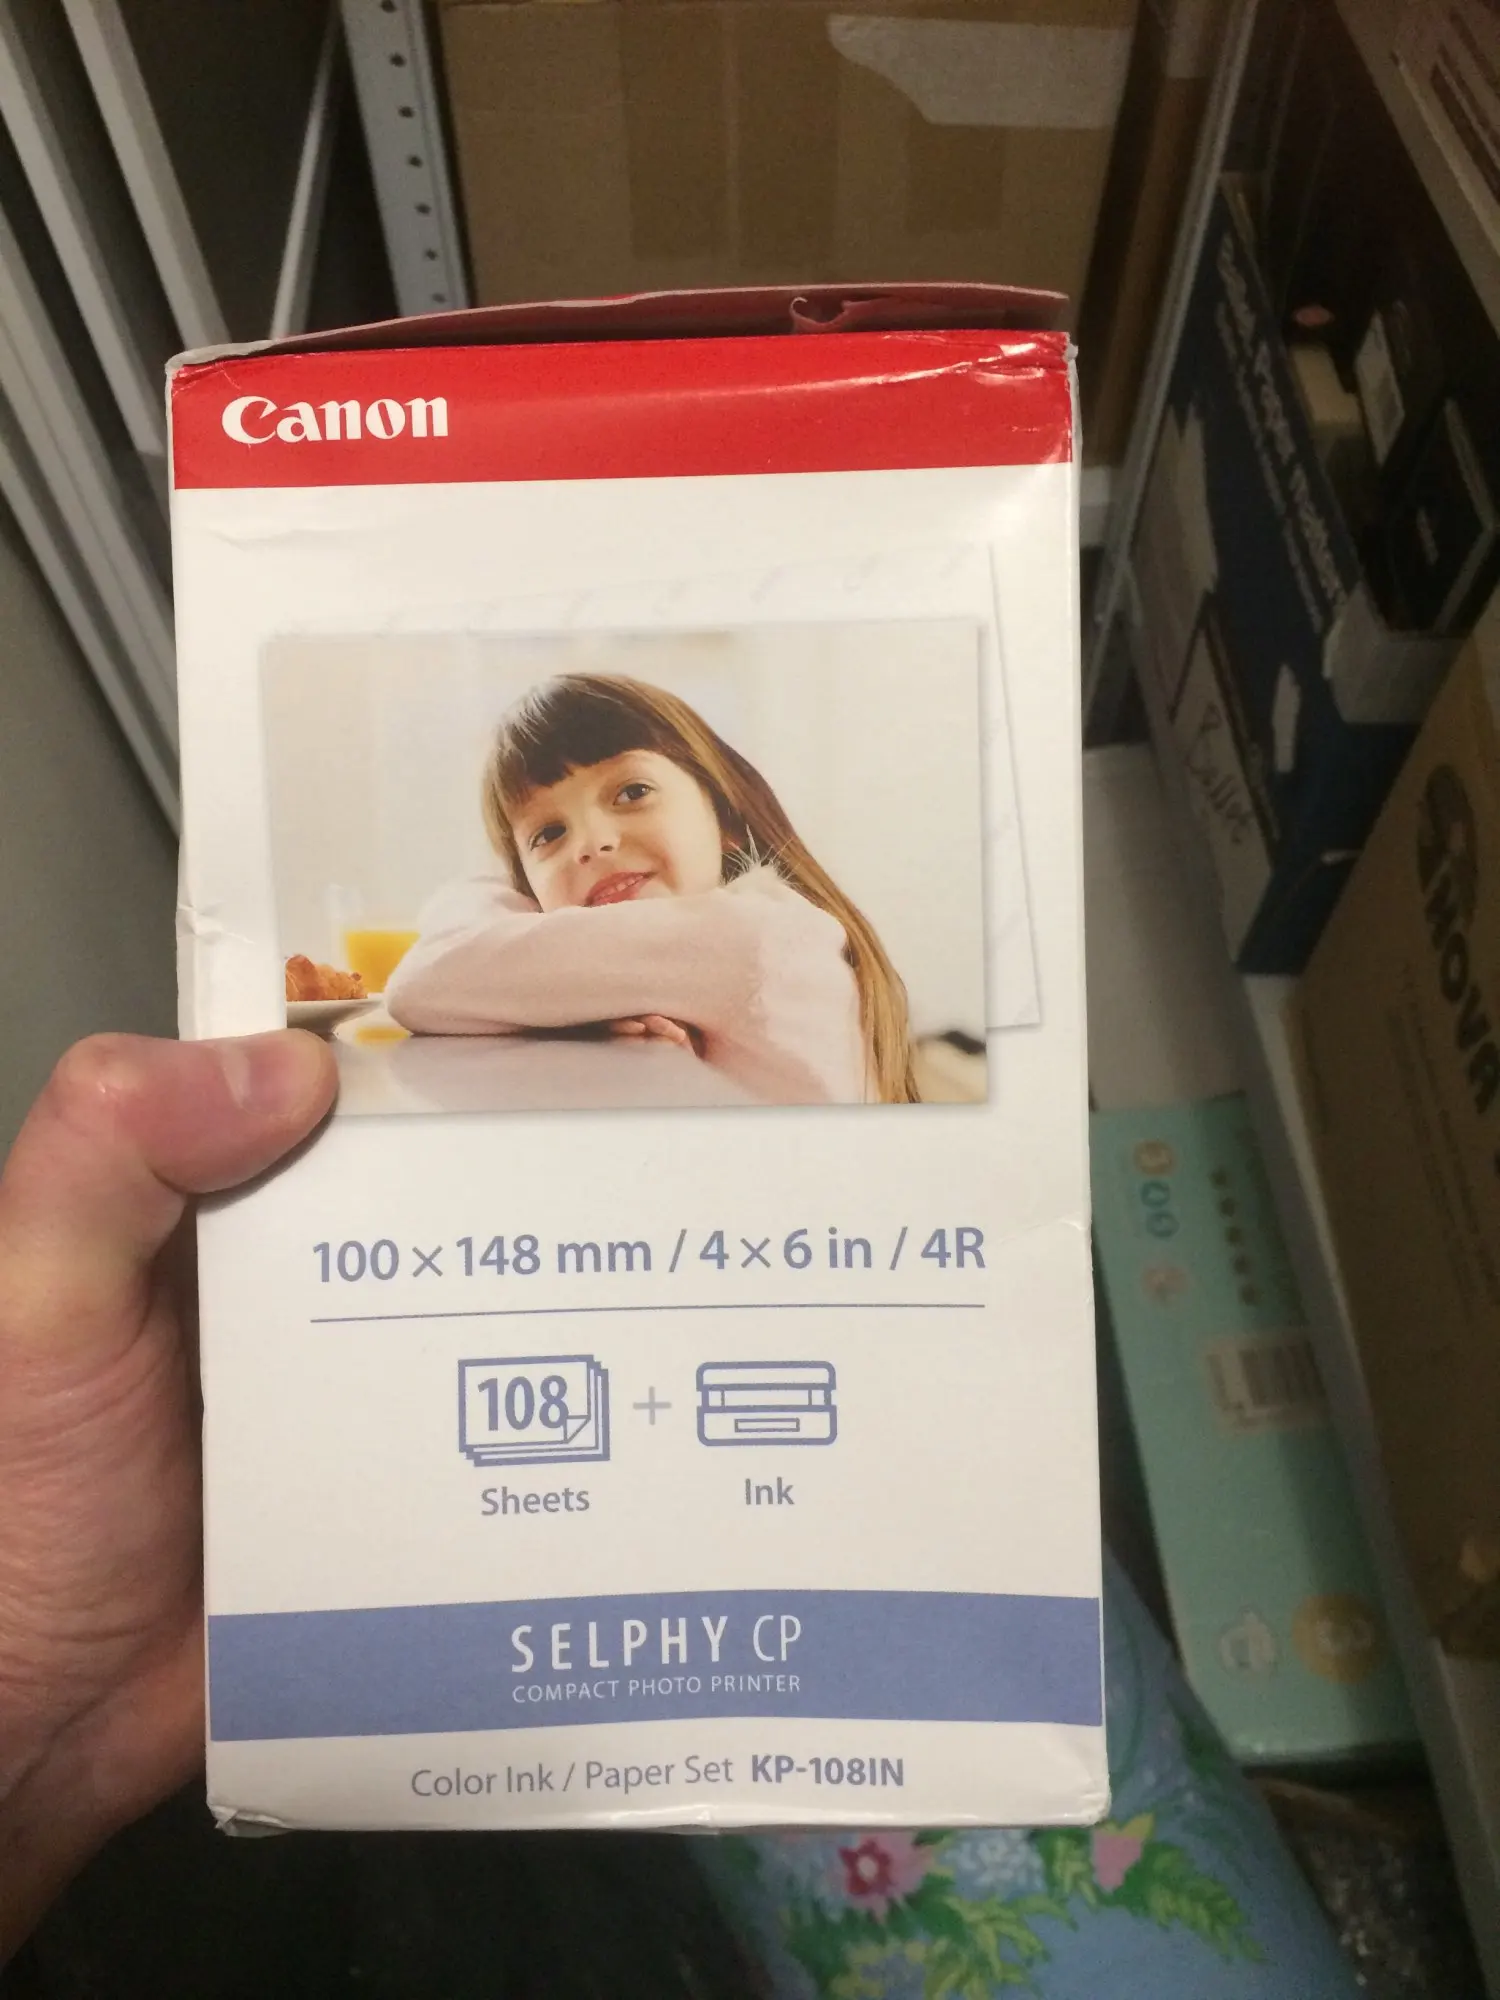 Canon
100 × 148 mm / 4 × 6 in / 4R
108 +
Sheets Ink
SELPHY CP
COMPACT PHOTO PRINTER
Color Ink / Paper Set KP-108IN